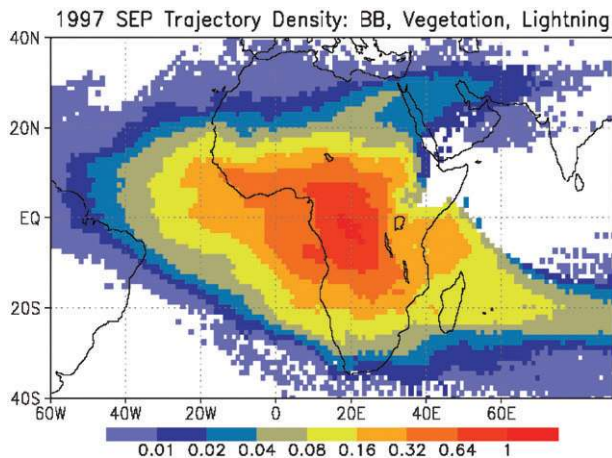 1997 SEP Trajectory Density: BB, Vegetation, Lightning
40N
20N
EQ
20S
40S
60W 40W 20W 0 20E 40E 60E
0.01 0.02 0.04 0.08 0.16 0.32 0.64 1